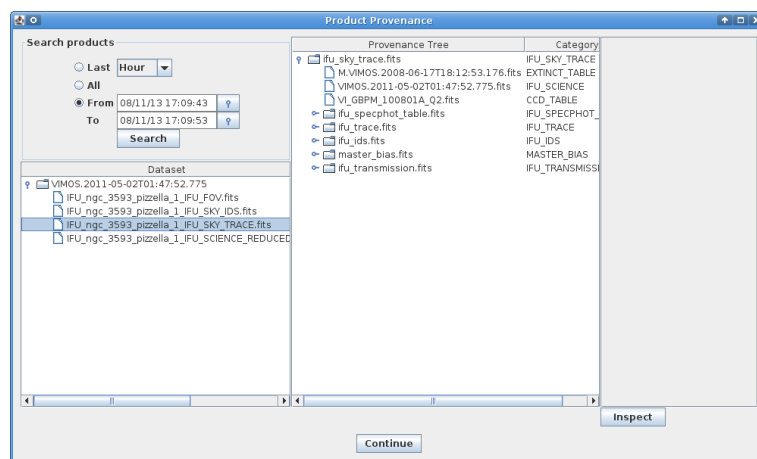 Product Provenance
Search products
Last Hour
All
From 08/11/13 17:09:43
To 08/11/13 17:09:53
Search
Dataset
VIMOS.2011-05-02T01:47:52.775
IFU_ngc_3593_pizzella_1_IFU_FOV.fits
IFU_ngc_3593_pizzella_1_IFU_SKY_IDS.fits
IFU_ngc_3593_pizzella_1_IFU_SKY_TRACE.fits
IFU_ngc_3593_pizzella_1_IFU_SCIENCE_REDUCED
Provenance Tree Category
ifu_sky_trace.fits IFU_SKY_TRACE
M.VIMOS.2008-06-17T18:12:53.176.fits EXTINCT_TABLE
VIMOS.2011-05-02T01:47:52.775.fits IFU_SCIENCE
VI_GBPM_100801A_Q2.fits CCD_TABLE
ifu_specphot_table.fits IFU_SPECPHOT_
ifu_trace.fits IFU_TRACE
ifu_ids.fits IFU_IDS
master_bias.fits MASTER_BIAS
ifu_transmission.fits IFU_TRANSMISSI
Inspect
Continue